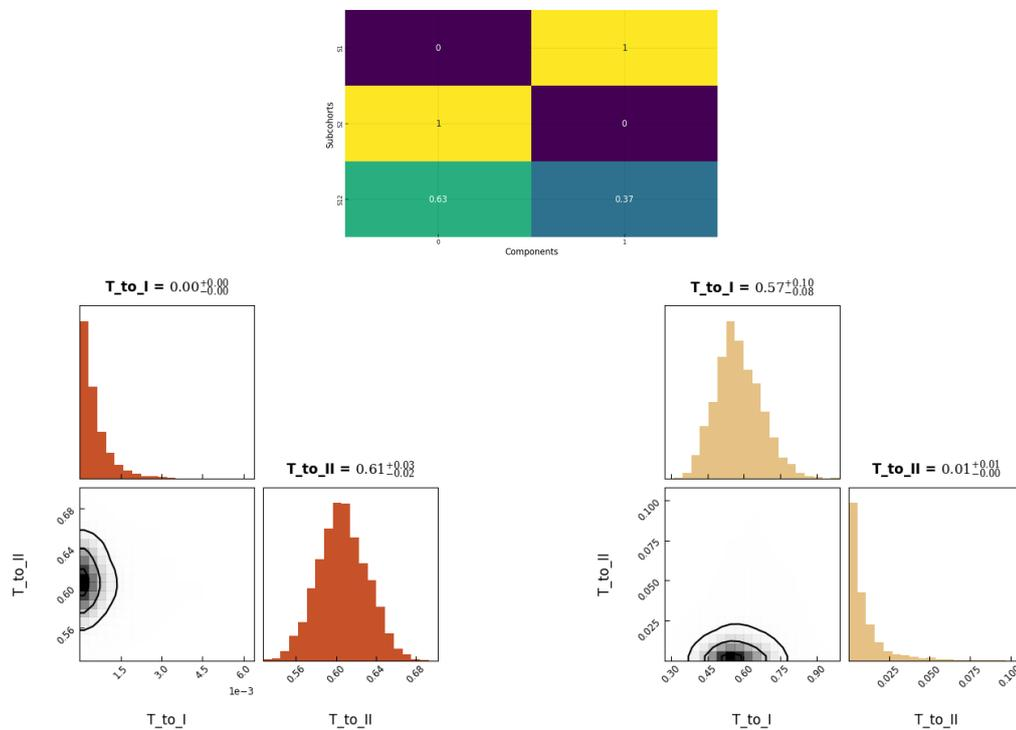 S1
0
1
Subcohorts
S2
1
0
S12
0.63
0.37
0
1
Components
T_to_I = 0.00+0.00−0.00
T_to_I = 0.57+0.10−0.08
T_to_II = 0.61+0.03−0.02
T_to_II = 0.01+0.01−0.00
T_to_II
0.68
0.64
0.60
0.56
1.5
3.0
4.5
6.0
1e−3
T_to_I
0.56
0.60
0.64
0.68
T_to_II
T_to_II
0.100
0.075
0.050
0.025
0.30
0.45
0.60
0.75
0.90
T_to_I
0.025
0.050
0.075
0.100
T_to_II